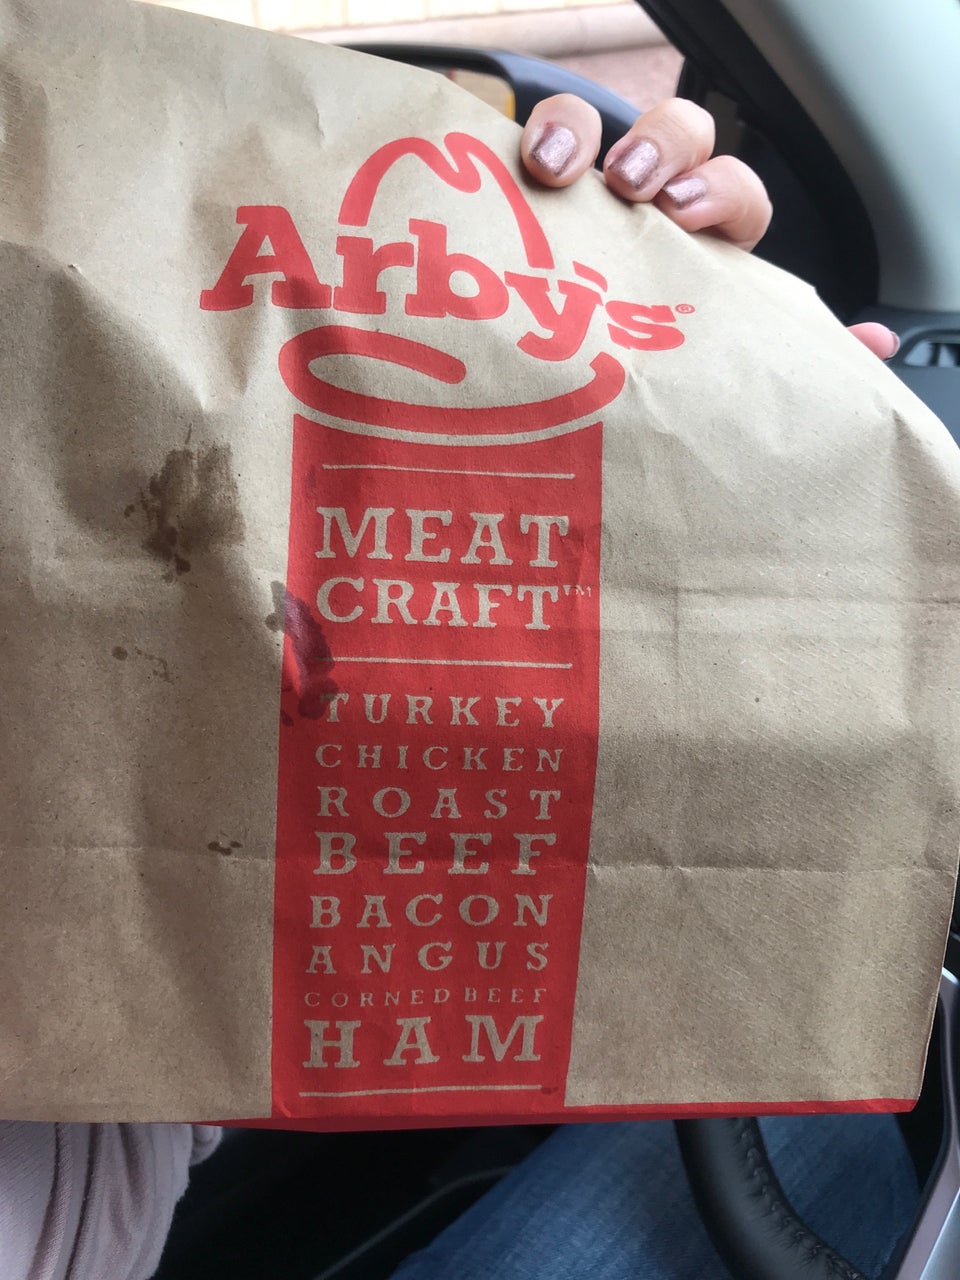 Arby's®
MEAT
CRAFT™
TURKEY
CHICKEN
ROAST
BEEF
BACON
ANGUS
CORNED BEEF
HAM